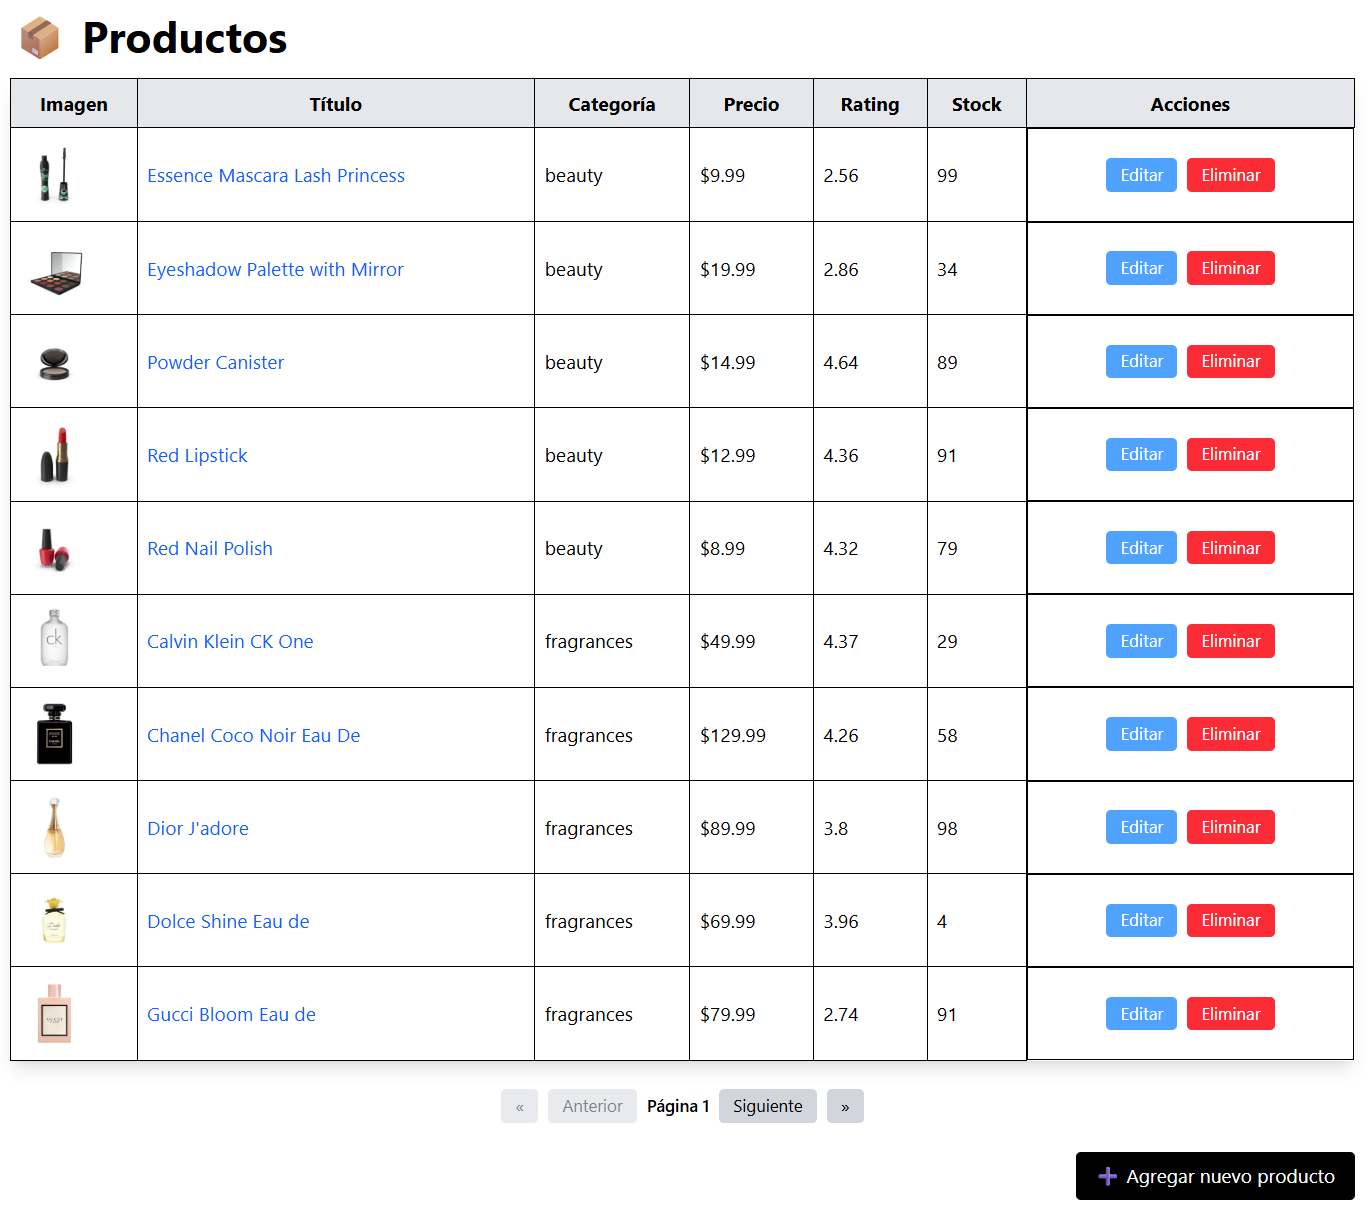 📦 Productos
Imagen Título Categoría Precio Rating Stock Acciones
Essence Mascara Lash Princess beauty $9.99 2.56 99 Editar Eliminar
Eyeshadow Palette with Mirror beauty $19.99 2.86 34 Editar Eliminar
Powder Canister beauty $14.99 4.64 89 Editar Eliminar
Red Lipstick beauty $12.99 4.36 91 Editar Eliminar
Red Nail Polish beauty $8.99 4.32 79 Editar Eliminar
ck
Calvin Klein CK One fragrances $49.99 4.37 29 Editar Eliminar
Chanel Coco Noir Eau De fragrances $129.99 4.26 58 Editar Eliminar
Dior J'adore fragrances $89.99 3.8 98 Editar Eliminar
Dolce Shine Eau de fragrances $69.99 3.96 4 Editar Eliminar
Gucci Bloom Eau de fragrances $79.99 2.74 91 Editar Eliminar
« Anterior Página 1 Siguiente »
➕ Agregar nuevo producto